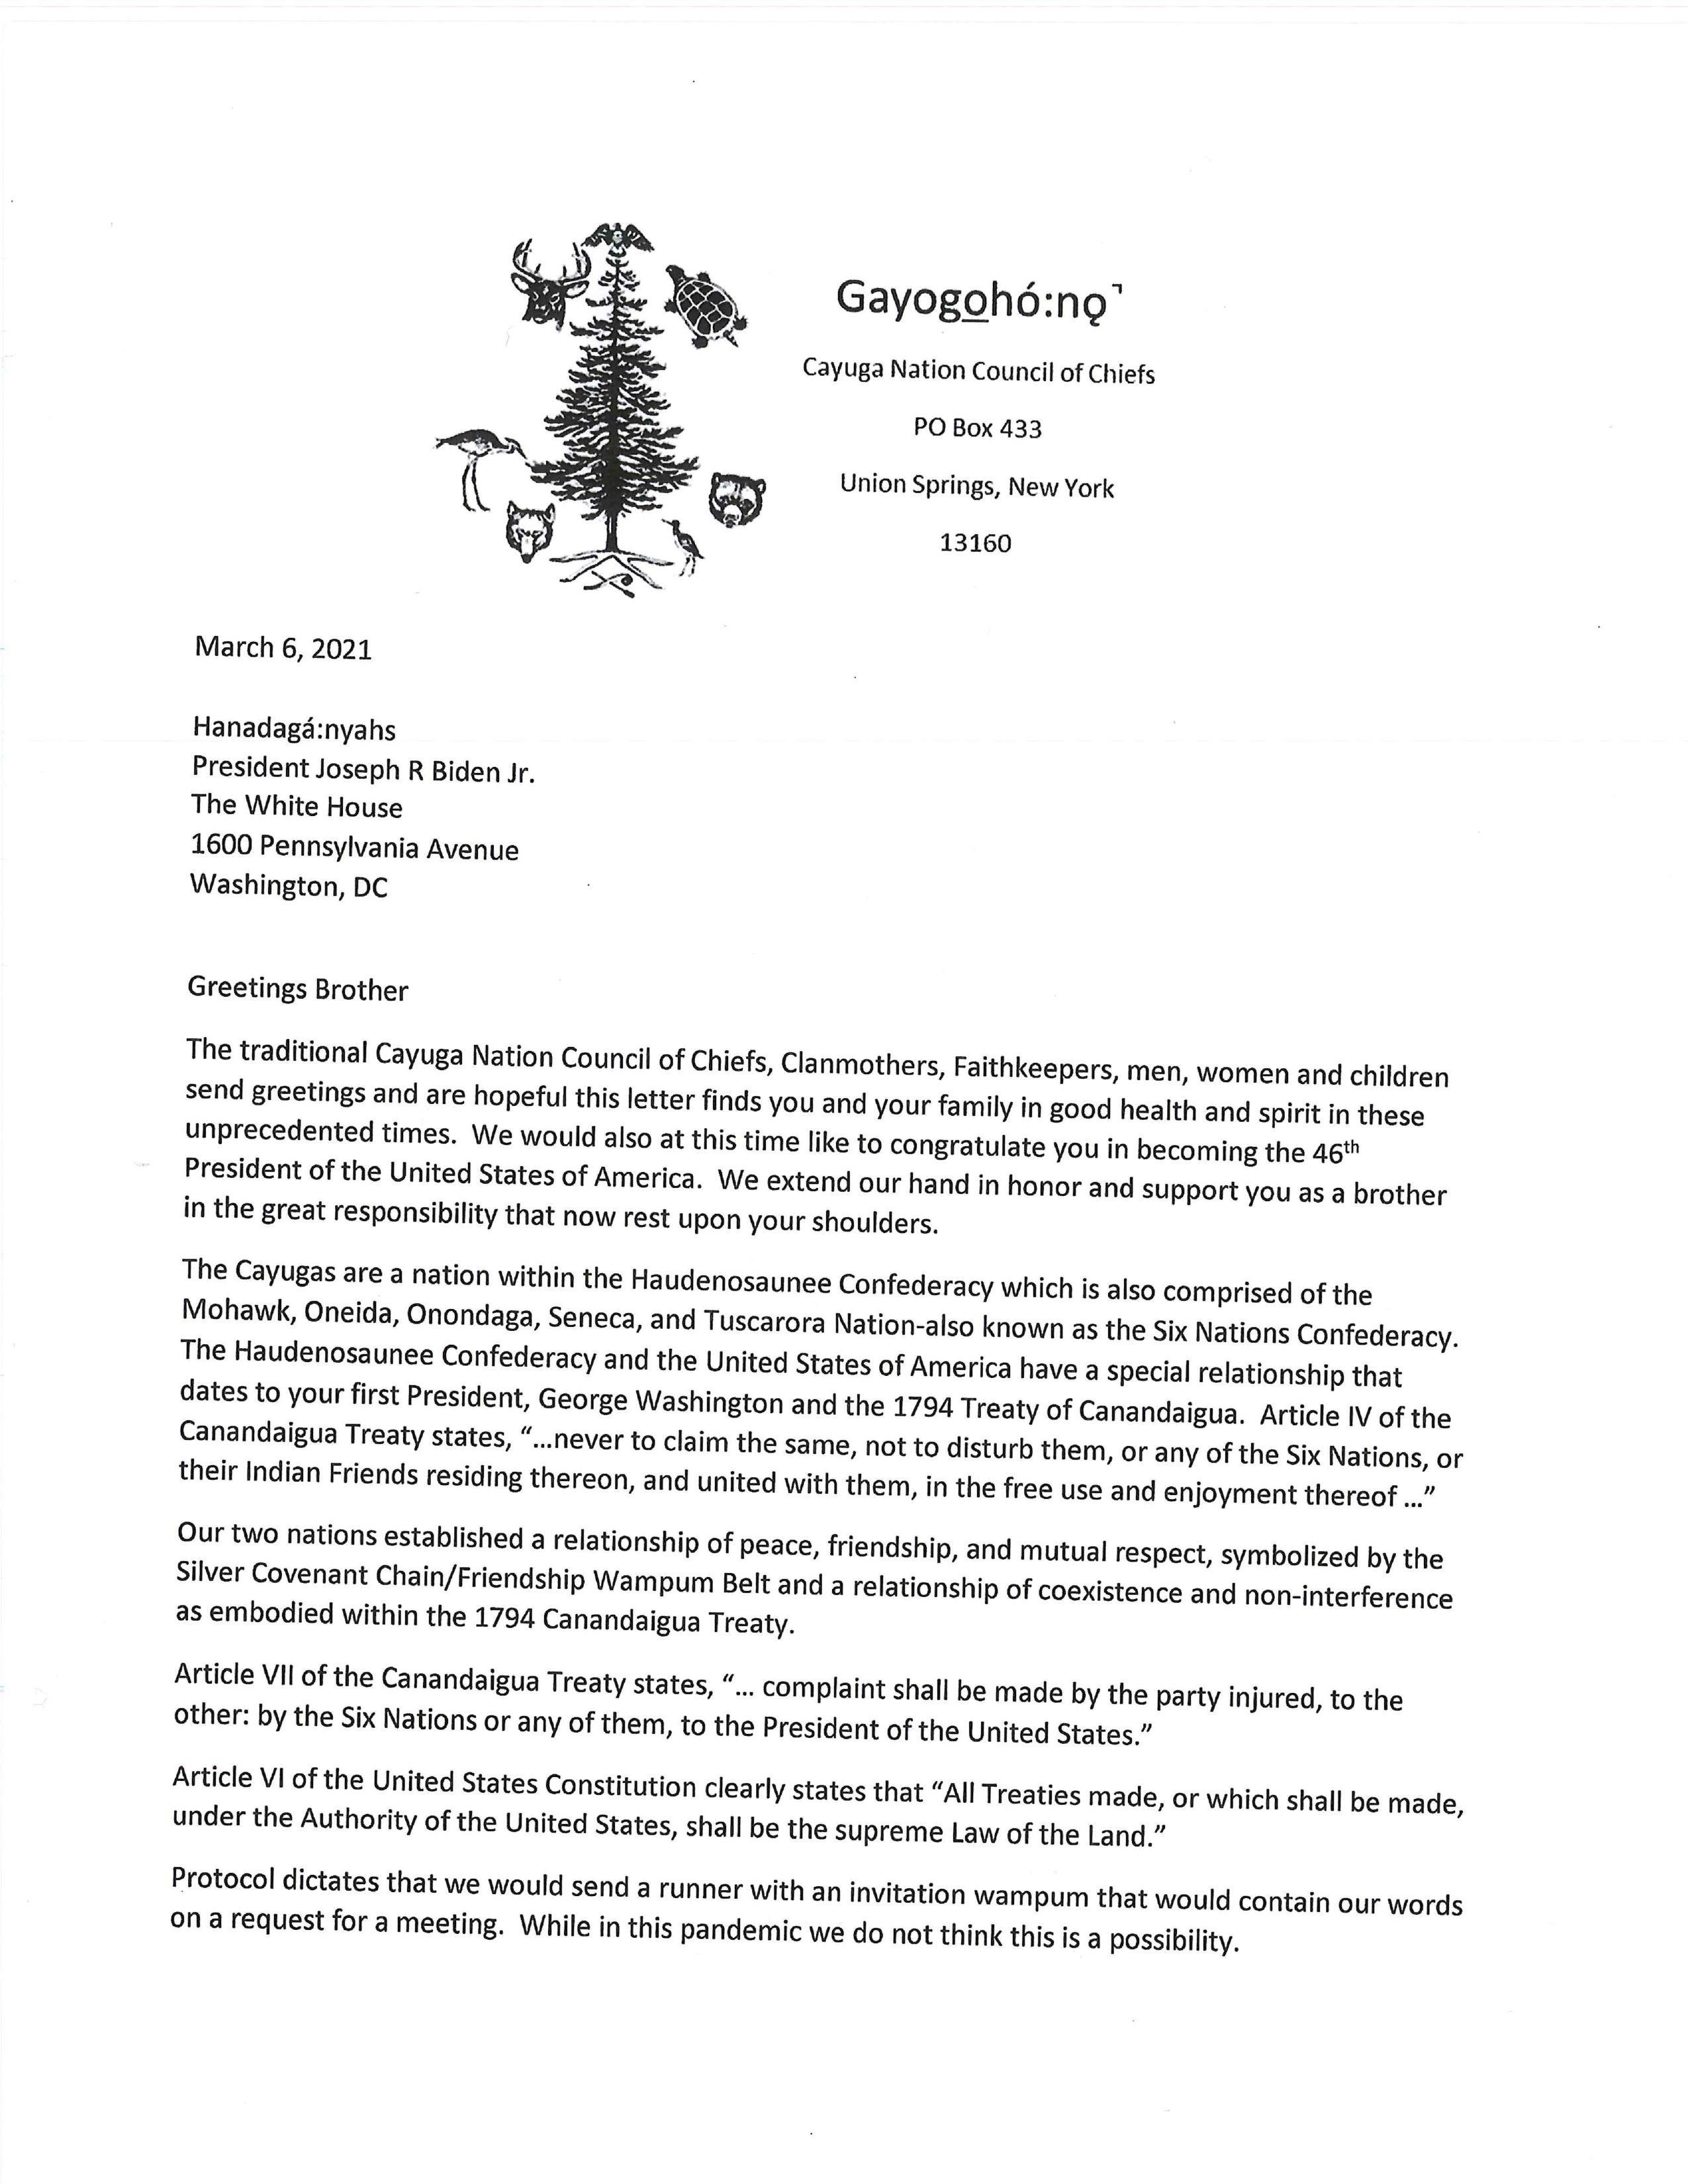 Gayogo̲hó:nǫ⌝
Cayuga Nation Council of Chiefs
PO Box 433
Union Springs, New York
13160
March 6, 2021
Hanadagá:nyahs
President Joseph R Biden Jr.
The White House
1600 Pennsylvania Avenue
Washington, DC
Greetings Brother
The traditional Cayuga Nation Council of Chiefs, Clanmothers, Faithkeepers, men, women and children
send greetings and are hopeful this letter finds you and your family in good health and spirit in these
unprecedented times. We would also at this time like to congratulate you in becoming the 46th
President of the United States of America. We extend our hand in honor and support you as a brother
in the great responsibility that now rest upon your shoulders.
The Cayugas are a nation within the Haudenosaunee Confederacy which is also comprised of the
Mohawk, Oneida, Onondaga, Seneca, and Tuscarora Nation-also known as the Six Nations Confederacy.
The Haudenosaunee Confederacy and the United States of America have a special relationship that
dates to your first President, George Washington and the 1794 Treaty of Canandaigua. Article IV of the
Canandaigua Treaty states, “...never to claim the same, not to disturb them, or any of the Six Nations, or
their Indian Friends residing thereon, and united with them, in the free use and enjoyment thereof ...”
Our two nations established a relationship of peace, friendship, and mutual respect, symbolized by the
Silver Covenant Chain/Friendship Wampum Belt and a relationship of coexistence and non-interference
as embodied within the 1794 Canandaigua Treaty.
Article VII of the Canandaigua Treaty states, “... complaint shall be made by the party injured, to the
other: by the Six Nations or any of them, to the President of the United States.”
Article VI of the United States Constitution clearly states that “All Treaties made, or which shall be made,
under the Authority of the United States, shall be the supreme Law of the Land.”
Protocol dictates that we would send a runner with an invitation wampum that would contain our words
on a request for a meeting. While in this pandemic we do not think this is a possibility.